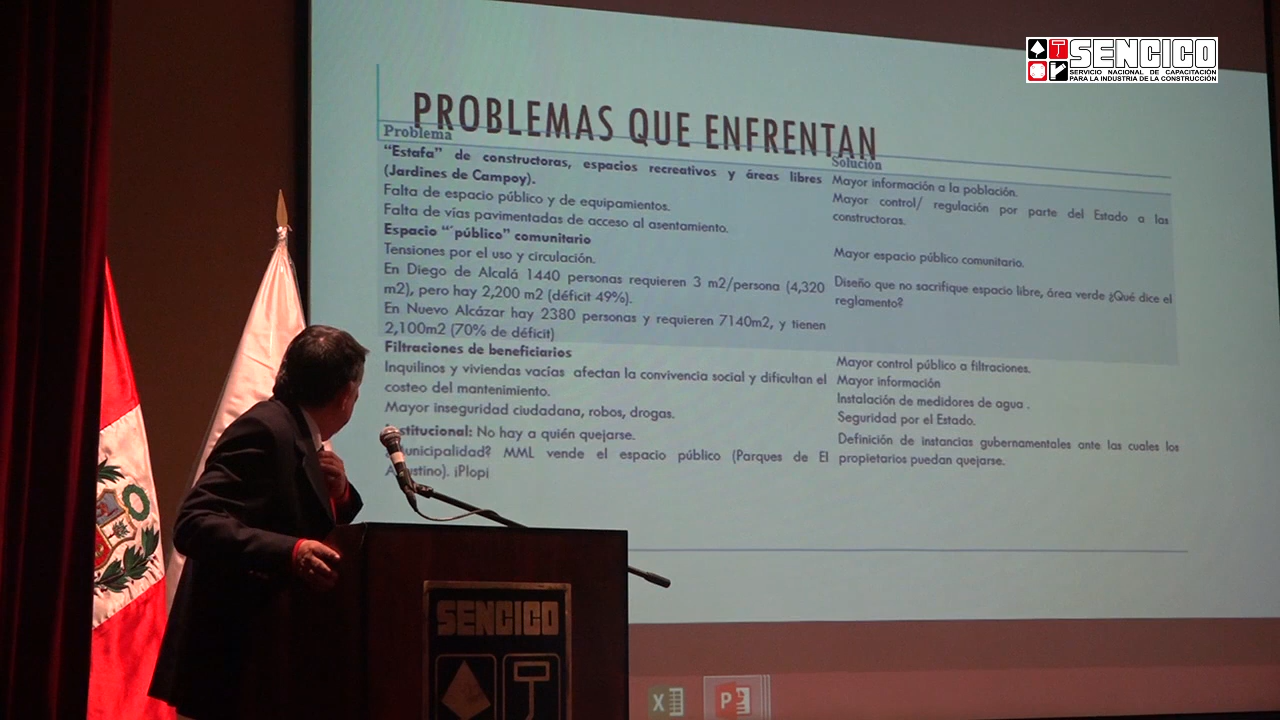 SENCICO
SERVICIO NACIONAL DE CAPACITACIÓN
PARA LA INDUSTRIA DE LA CONSTRUCCIÓN
PROBLEMAS QUE ENFRENTAN
Problema
"Estafa" de constructoras, espacios recreativos y áreas libres
(Jardines de Campoy).
Falta de espacio público y de equipamientos.
Falta de vías pavimentadas de acceso al asentamiento.
Espacio "´público" comunitario
Tensiones por el uso y circulación.
En Diego de Alcalá 1440 personas requieren 3 m2/persona (4,320
m2), pero hay 2,200 m2 (déficit 49%).
En Nuevo Alcázar hay 2380 personas y requieren 7140m2, y tienen
2,100m2 (70% de déficit)
Filtraciones de beneficiarios
Inquilinos y viviendas vacías afectan la convivencia social y dificultan el
costeo del mantenimiento.
Mayor inseguridad ciudadana, robos, drogas.
stitucional: No hay a quién quejarse.
unicipalidad? MML vende el espacio público (Parques de El
A stino). ¡Plop¡
Solución
Mayor información a la población.
Mayor control/ regulación por parte del Estado a las
constructoras.
Mayor espacio público comunitario.
Diseño que no sacrifique espacio libre, área verde ¿Qué dice el
reglamento?
Mayor control público a filtraciones.
Mayor información
Instalación de medidores de agua .
Seguridad por el Estado.
Definición de instancias gubernamentales ante las cuales los
propietarios puedan quejarse.
SENCICO